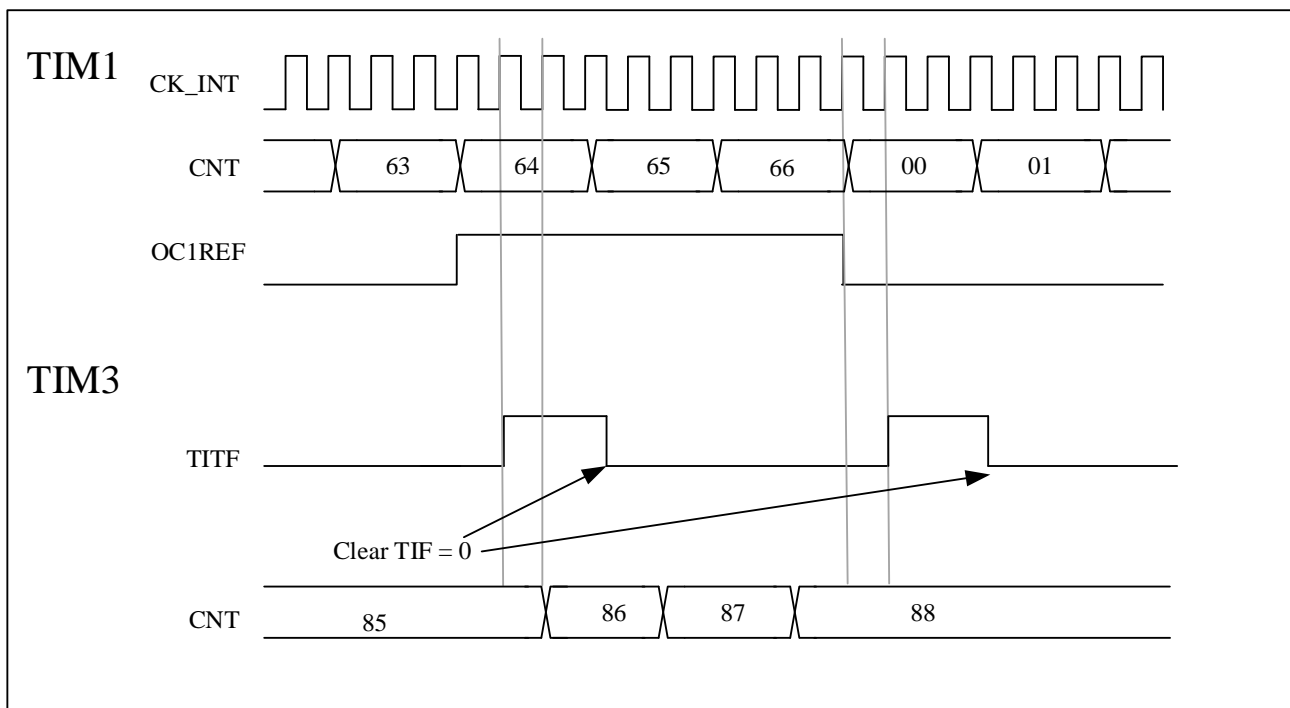 TIM1
CK_INT
CNT 63 64 65 66 00 01
OC1REF
TIM3
TITF
Clear TIF = 0
CNT 85 86 87 88